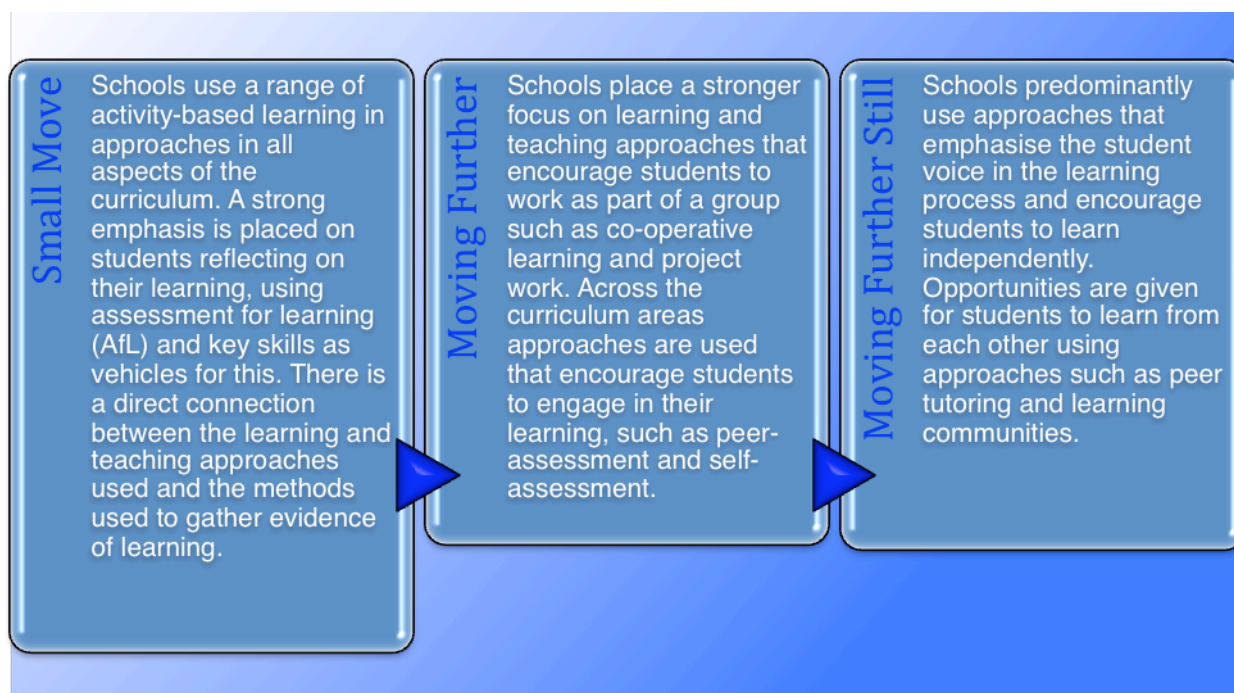 Small Move
Schools use a range of
activity-based learning in
approaches in all
aspects of the
curriculum. A strong
emphasis is placed on
students reflecting on
their learning, using
assessment for learning
(AfL) and key skills as
vehicles for this. There is
a direct connection
between the learning and
teaching approaches
used and the methods
used to gather evidence
of learning.
Moving Further
Schools place a stronger
focus on learning and
teaching approaches that
encourage students to
work as part of a group
such as co-operative
learning and project
work. Across the
curriculum areas
approaches are used
that encourage students
to engage in their
learning, such as peer-
assessment and self-
assessment.
Moving Further Still
Schools predominantly
use approaches that
emphasise the student
voice in the learning
process and encourage
students to learn
independently.
Opportunities are given
for students to learn from
each other using
approaches such as peer
tutoring and learning
communities.